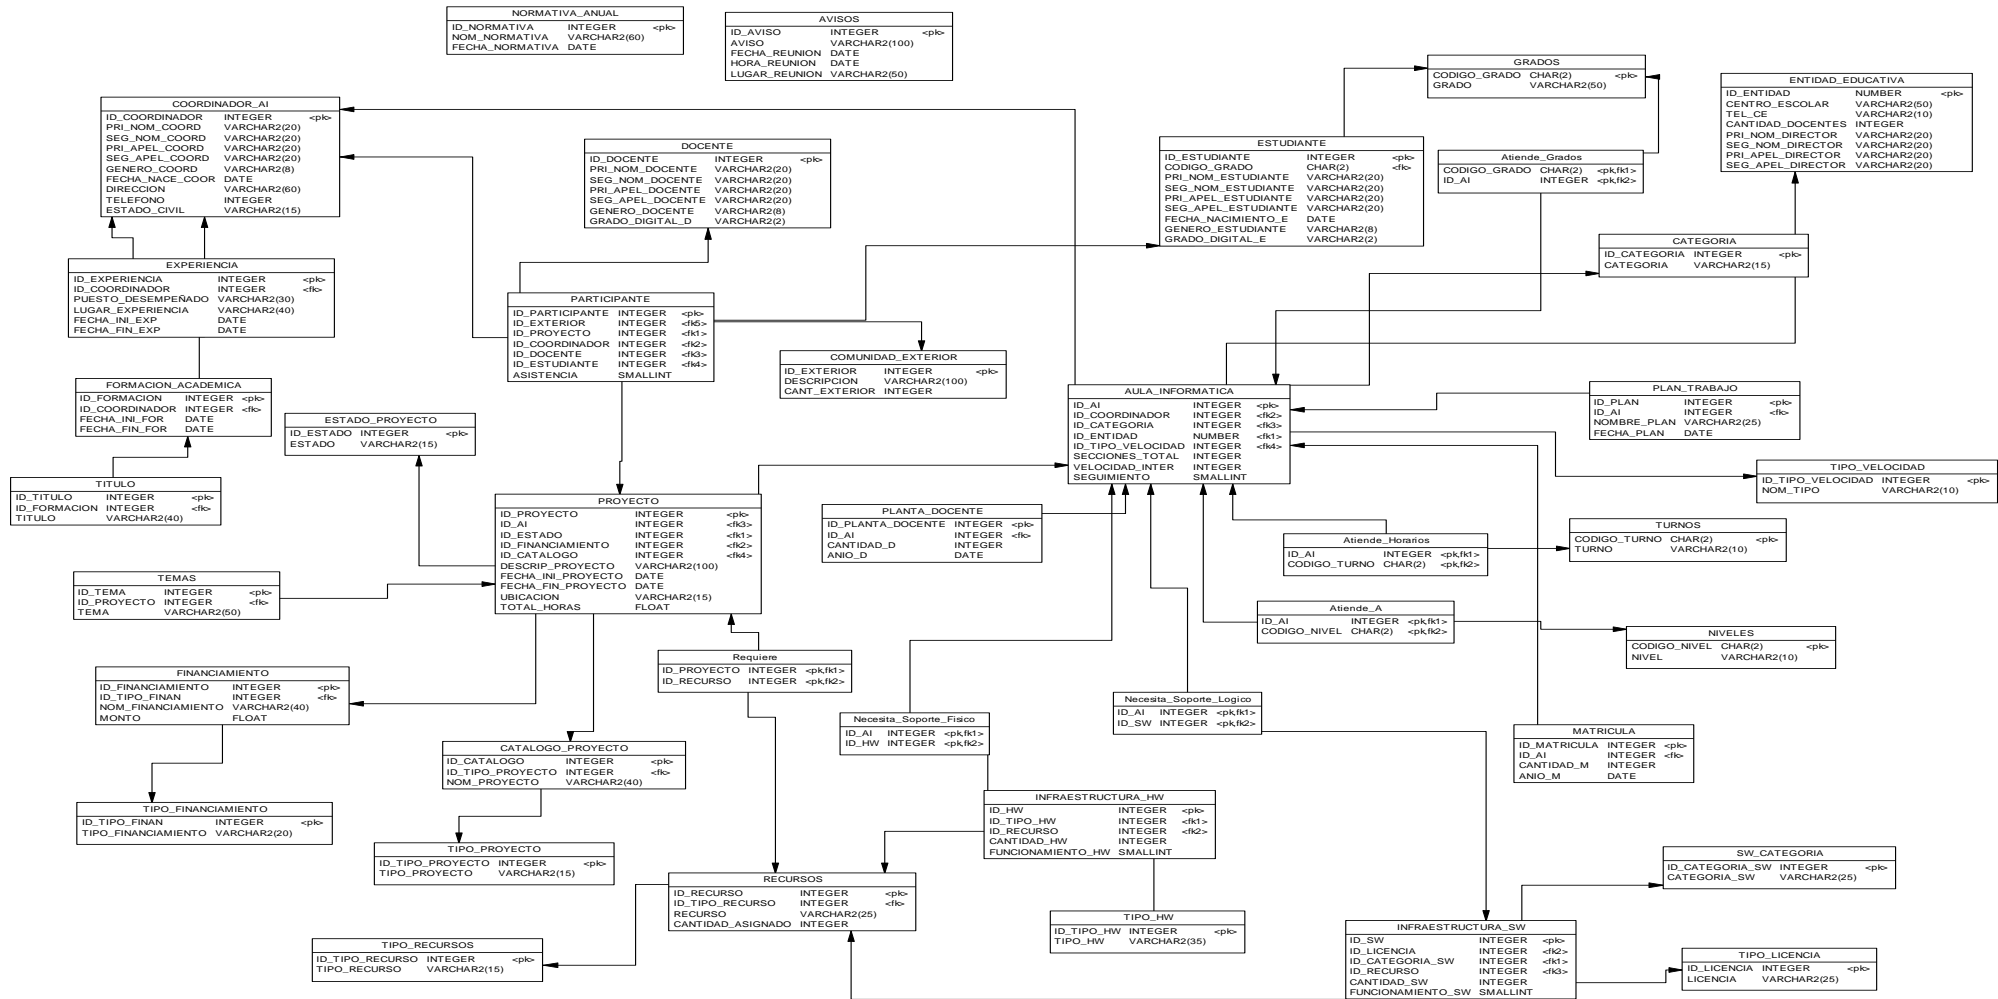 NORMATIVA_ANUAL
ID_NORMATIVA INTEGER <pk>
NOM_NORMATIVA VARCHAR2(60)
FECHA_NORMATIVA DATE
AVISOS
ID_AVISO INTEGER <pk>
AVISO VARCHAR2(100)
FECHA_REUNION DATE
HORA_REUNION DATE
LUGAR_REUNION VARCHAR2(50)
GRADOS
CODIGO_GRADO CHAR(2) <pk>
GRADO VARCHAR2(50)
ENTIDAD_EDUCATIVA
ID_ENTIDAD NUMBER <pk>
CENTRO_ESCOLAR VARCHAR2(50)
TEL_CE VARCHAR2(10)
CANTIDAD_DOCENTES INTEGER
PRI_NOM_DIRECTOR VARCHAR2(20)
SEG_NOM_DIRECTOR VARCHAR2(20)
PRI_APEL_DIRECTOR VARCHAR2(20)
SEG_APEL_DIRECTOR VARCHAR2(20)
COORDINADOR_AI
ID_COORDINADOR INTEGER <pk>
PRI_NOM_COORD VARCHAR2(20)
SEG_NOM_COORD VARCHAR2(20)
PRI_APEL_COORD VARCHAR2(20)
SEG_APEL_COORD VARCHAR2(20)
GENERO_COORD VARCHAR2(8)
FECHA_NACE_COOR DATE
DIRECCION VARCHAR2(60)
TELEFONO INTEGER
ESTADO_CIVIL VARCHAR2(15)
DOCENTE
ID_DOCENTE INTEGER <pk>
PRI_NOM_DOCENTE VARCHAR2(20)
SEG_NOM_DOCENTE VARCHAR2(20)
PRI_APEL_DOCENTE VARCHAR2(20)
SEG_APEL_DOCENTE VARCHAR2(20)
GENERO_DOCENTE VARCHAR2(8)
GRADO_DIGITAL_D VARCHAR2(2)
ESTUDIANTE
ID_ESTUDIANTE INTEGER <pk>
CODIGO_GRADO CHAR(2) <fk>
PRI_NOM_ESTUDIANTE VARCHAR2(20)
SEG_NOM_ESTUDIANTE VARCHAR2(20)
PRI_APEL_ESTUDIANTE VARCHAR2(20)
SEG_APEL_ESTUDIANTE VARCHAR2(20)
FECHA_NACIMIENTO_E DATE
GENERO_ESTUDIANTE VARCHAR2(8)
GRADO_DIGITAL_E VARCHAR2(2)
Atiende_Grados
CODIGO_GRADO CHAR(2) <pk,fk1>
ID_AI INTEGER <pk,fk2>
CATEGORIA
ID_CATEGORIA INTEGER <pk>
CATEGORIA VARCHAR2(15)
EXPERIENCIA
ID_EXPERIENCIA INTEGER <pk>
ID_COORDINADOR INTEGER <fk>
PUESTO_DESEMPEÑADO VARCHAR2(30)
LUGAR_EXPERIENCIA VARCHAR2(40)
FECHA_INI_EXP DATE
FECHA_FIN_EXP DATE
PARTICIPANTE
ID_PARTICIPANTE INTEGER <pk>
ID_EXTERIOR INTEGER <fk5>
ID_PROYECTO INTEGER <fk1>
ID_COORDINADOR INTEGER <fk2>
ID_DOCENTE INTEGER <fk3>
ID_ESTUDIANTE INTEGER <fk4>
ASISTENCIA SMALLINT
COMUNIDAD_EXTERIOR
ID_EXTERIOR INTEGER <pk>
DESCRIPCION VARCHAR2(100)
CANT_EXTERIOR INTEGER
FORMACION_ACADEMICA
ID_FORMACION INTEGER <pk>
ID_COORDINADOR INTEGER <fk>
FECHA_INI_FOR DATE
FECHA_FIN_FOR DATE
ESTADO_PROYECTO
ID_ESTADO INTEGER <pk>
ESTADO VARCHAR2(15)
AULA_INFORMATICA
ID_AI INTEGER <pk>
ID_COORDINADOR INTEGER <fk2>
ID_CATEGORIA INTEGER <fk3>
ID_ENTIDAD NUMBER <fk1>
ID_TIPO_VELOCIDAD INTEGER <fk4>
SECCIONES_TOTAL INTEGER
VELOCIDAD_INTER INTEGER
SEGUIMIENTO SMALLINT
PLAN_TRABAJO
ID_PLAN INTEGER <pk>
ID_AI INTEGER <fk>
NOMBRE_PLAN VARCHAR2(25)
FECHA_PLAN DATE
TIPO_VELOCIDAD
ID_TIPO_VELOCIDAD INTEGER <pk>
NOM_TIPO VARCHAR2(10)
TITULO
ID_TITULO INTEGER <pk>
ID_FORMACION INTEGER <fk>
TITULO VARCHAR2(40)
PROYECTO
ID_PROYECTO INTEGER <pk>
ID_AI INTEGER <fk3>
ID_ESTADO INTEGER <fk1>
ID_FINANCIAMIENTO INTEGER <fk2>
ID_CATALOGO INTEGER <fk4>
DESCRIP_PROYECTO VARCHAR2(100)
FECHA_INI_PROYECTO DATE
FECHA_FIN_PROYECTO DATE
UBICACION VARCHAR2(15)
TOTAL_HORAS FLOAT
PLANTA_DOCENTE
ID_PLANTA_DOCENTE INTEGER <pk>
ID_AI INTEGER <fk>
CANTIDAD_D INTEGER
ANIO_D DATE
Atiende_Horarios
ID_AI INTEGER <pk,fk1>
CODIGO_TURNO CHAR(2) <pk,fk2>
TURNOS
CODIGO_TURNO CHAR(2) <pk>
TURNO VARCHAR2(10)
TEMAS
ID_TEMA INTEGER <pk>
ID_PROYECTO INTEGER <fk>
TEMA VARCHAR2(50)
Atiende_A
ID_AI INTEGER <pk,fk1>
CODIGO_NIVEL CHAR(2) <pk,fk2>
NIVELES
CODIGO_NIVEL CHAR(2) <pk>
NIVEL VARCHAR2(10)
FINANCIAMIENTO
ID_FINANCIAMIENTO INTEGER <pk>
ID_TIPO_FINAN INTEGER <fk>
NOM_FINANCIAMIENTO VARCHAR2(40)
MONTO FLOAT
Requiere
ID_PROYECTO INTEGER <pk,fk1>
ID_RECURSO INTEGER <pk,fk2>
Necesita_Soporte_Fisico
ID_AI INTEGER <pk,fk1>
ID_HW INTEGER <pk,fk2>
Necesita_Soporte_Logico
ID_AI INTEGER <pk,fk1>
ID_SW INTEGER <pk,fk2>
MATRICULA
ID_MATRICULA INTEGER <pk>
ID_AI INTEGER <fk>
CANTIDAD_M INTEGER
ANIO_M DATE
CATALOGO_PROYECTO
ID_CATALOGO INTEGER <pk>
ID_TIPO_PROYECTO INTEGER <fk>
NOM_PROYECTO VARCHAR2(40)
TIPO_FINANCIAMIENTO
ID_TIPO_FINAN INTEGER <pk>
TIPO_FINANCIAMIENTO VARCHAR2(20)
INFRAESTRUCTURA_HW
ID_HW INTEGER <pk>
ID_TIPO_HW INTEGER <fk1>
ID_RECURSO INTEGER <fk2>
CANTIDAD_HW INTEGER
FUNCIONAMIENTO_HW SMALLINT
TIPO_PROYECTO
ID_TIPO_PROYECTO INTEGER <pk>
TIPO_PROYECTO VARCHAR2(15)
SW_CATEGORIA
ID_CATEGORIA_SW INTEGER <pk>
CATEGORIA_SW VARCHAR2(25)
RECURSOS
ID_RECURSO INTEGER <pk>
ID_TIPO_RECURSO INTEGER <fk>
RECURSO VARCHAR2(25)
CANTIDAD_ASIGNADO INTEGER
TIPO_HW
ID_TIPO_HW INTEGER <pk>
TIPO_HW VARCHAR2(35)
INFRAESTRUCTURA_SW
ID_SW INTEGER <pk>
ID_LICENCIA INTEGER <fk2>
ID_CATEGORIA_SW INTEGER <fk1>
ID_RECURSO INTEGER <fk3>
CANTIDAD_SW INTEGER
FUNCIONAMIENTO_SW SMALLINT
TIPO_RECURSOS
ID_TIPO_RECURSO INTEGER <pk>
TIPO_RECURSO VARCHAR2(15)
TIPO_LICENCIA
ID_LICENCIA INTEGER <pk>
LICENCIA VARCHAR2(25)